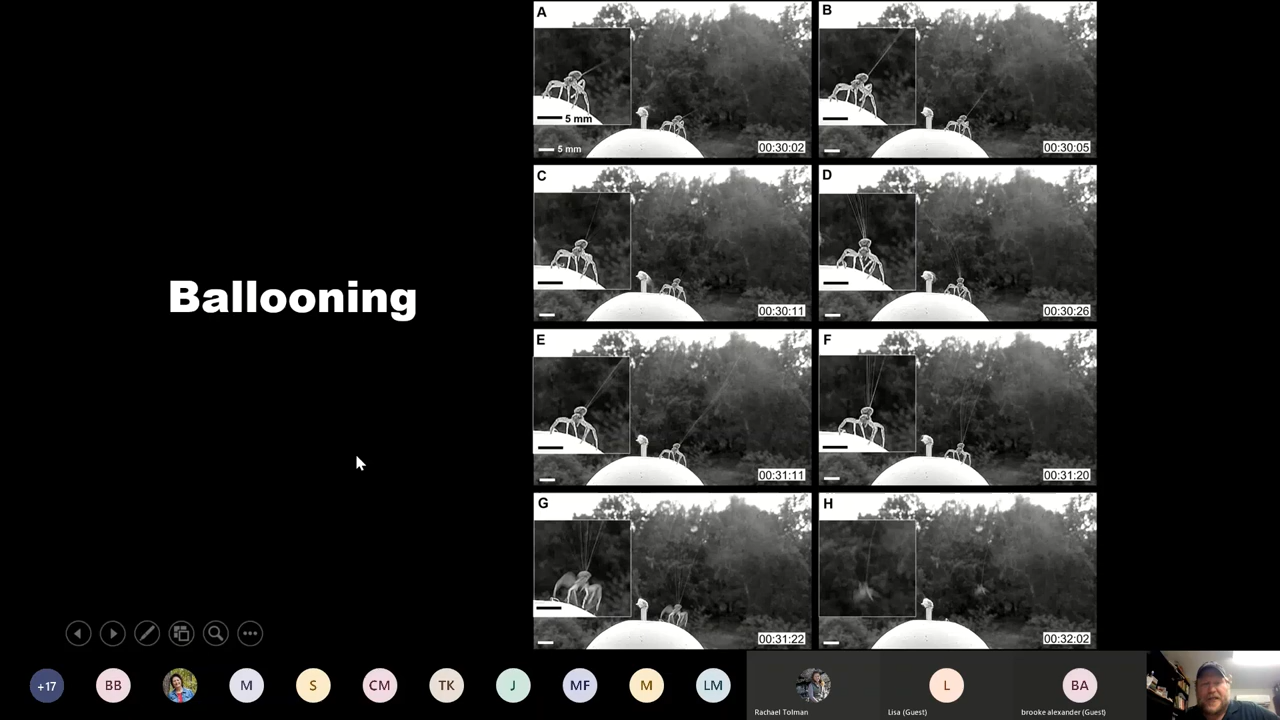 Ballooning
A
5 mm
5 mm
00:30:02
B
00:30:05
C
00:30:11
D
00:30:26
E
00:31:11
F
00:31:20
G
00:31:22
H
00:32:02
+17
BB
M
S
CM
TK
J
MF
M
LM
Rachael Tolman
L
Lisa (Guest)
BA
brooke alexander (Guest)